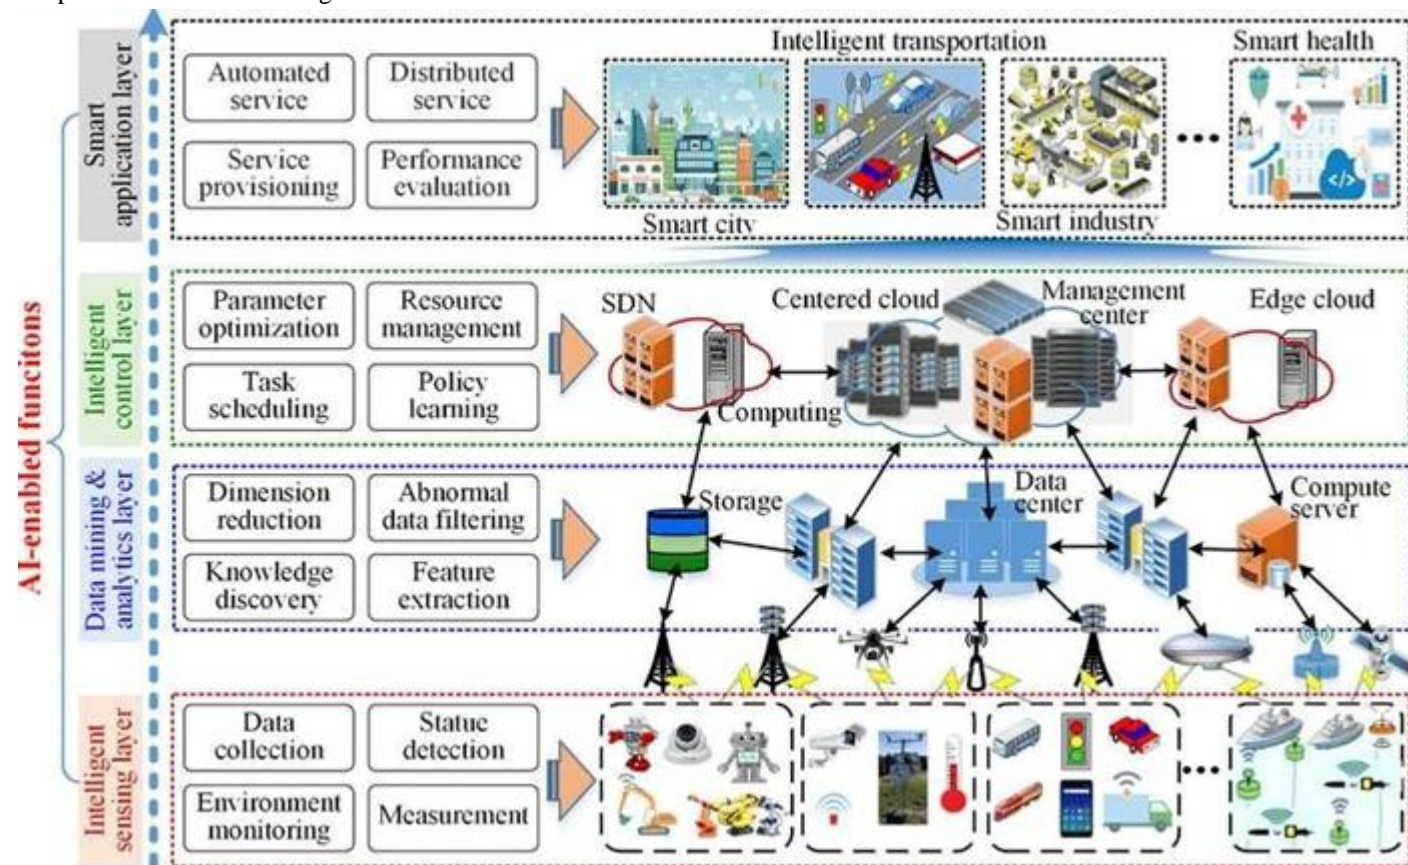 AI-enabled funcitons
Smart
application layer
Automated
service
Distributed
service
Service
provisioning
Performance
evaluation
Intelligent transportation
Smart health
Smart city
Smart industry
Intelligent
control layer
Parameter
optimization
Resource
management
Task
scheduling
Policy
learning
SDN
Centered cloud
Management
center
Edge cloud
Computing
Data mining &
analytics layer
Dimension
reduction
Abnormal
data filtering
Knowledge
discovery
Feature
extraction
Storage
Data
center
Compute
server
Intelligent
sensing layer
Data
collection
Statue
detection
Environment
monitoring
Measurement